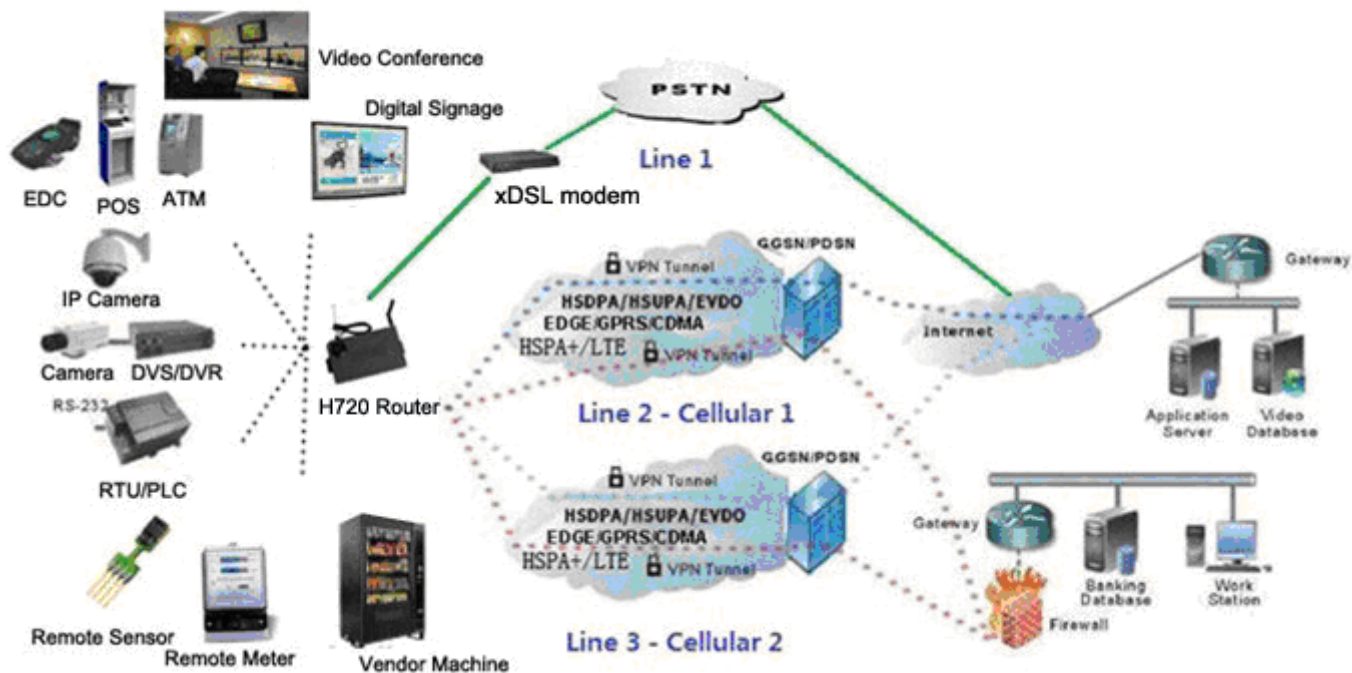 Video Conference
PSTN
Digital Signage
Line 1
EDC
POS
ATM
xDSL modem
GGSN/PDSN
VPN Tunnel
Gateway
IP Camera
HSDPA/HSUPA/EVDO
EDGE/GPRS/CDMA
HSPA+/LTE
VPN Tunnel
Internet
Camera
DVS/DVR
RS-232
H720 Router
Line 2 - Cellular 1
Application
Server
Video
Database
GGSN/PDSN
VPN Tunnel
RTU/PLC
HSDPA/HSUPA/EVDO
EDGE/GPRS/CDMA
HSPA+/LTE
VPN Tunnel
Gateway
Banking
Database
Work
Station
Firewall
Remote Sensor
Remote Meter
Vendor Machine
Line 3 - Cellular 2